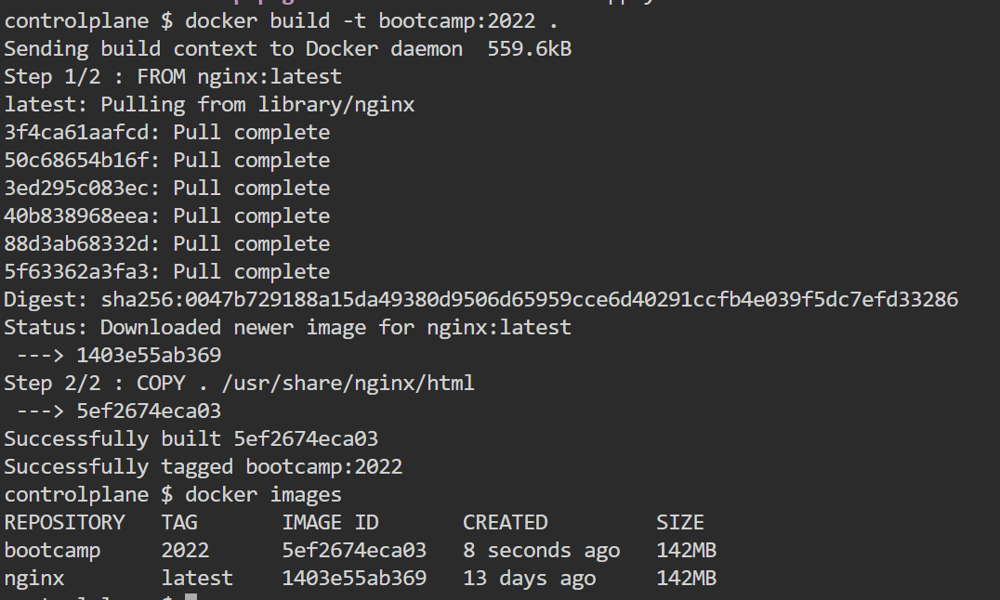 controlplane $ docker build -t bootcamp:2022 .
Sending build context to Docker daemon  559.6kB
Step 1/2 : FROM nginx:latest
latest: Pulling from library/nginx
3f4ca61aafcd: Pull complete
50c68654b16f: Pull complete
3ed295c083ec: Pull complete
40b838968eea: Pull complete
88d3ab68332d: Pull complete
5f63362a3fa3: Pull complete
Digest: sha256:0047b729188a15da49380d9506d65959cce6d40291ccfb4e039f5dc7efd33286
Status: Downloaded newer image for nginx:latest
 ---> 1403e55ab369
Step 2/2 : COPY . /usr/share/nginx/html
 ---> 5ef2674eca03
Successfully built 5ef2674eca03
Successfully tagged bootcamp:2022
controlplane $ docker images
REPOSITORY   TAG       IMAGE ID       CREATED         SIZE
bootcamp     2022      5ef2674eca03   8 seconds ago   142MB
nginx        latest    1403e55ab369   13 days ago     142MB